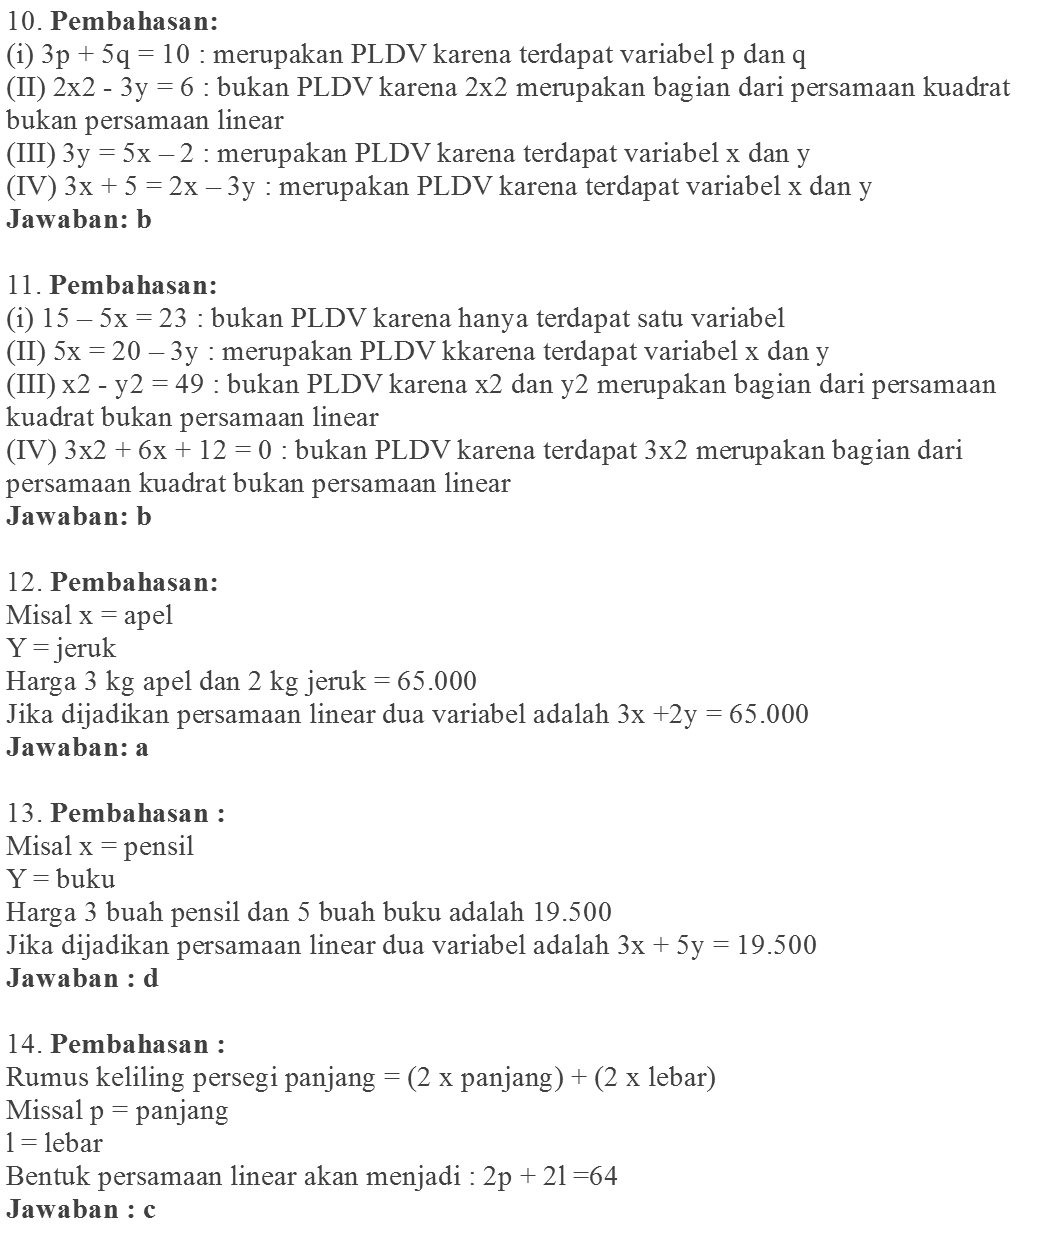 10. Pembahasan:
(i) 3p + 5q = 10 : merupakan PLDV karena terdapat variabel p dan q
(II) 2x2 - 3y = 6 : bukan PLDV karena 2x2 merupakan bagian dari persamaan kuadrat
bukan persamaan linear
(III) 3y = 5x – 2 : merupakan PLDV karena terdapat variabel x dan y
(IV) 3x + 5 = 2x – 3y : merupakan PLDV karena terdapat variabel x dan y
Jawaban: b
11. Pembahasan:
(i) 15 – 5x = 23 : bukan PLDV karena hanya terdapat satu variabel
(II) 5x = 20 – 3y : merupakan PLDV kkarena terdapat variabel x dan y
(III) x2 - y2 = 49 : bukan PLDV karena x2 dan y2 merupakan bagian dari persamaan
kuadrat bukan persamaan linear
(IV) 3x2 + 6x + 12 = 0 : bukan PLDV karena terdapat 3x2 merupakan bagian dari
persamaan kuadrat bukan persamaan linear
Jawaban: b
12. Pembahasan:
Misal x = apel
Y = jeruk
Harga 3 kg apel dan 2 kg jeruk = 65.000
Jika dijadikan persamaan linear dua variabel adalah 3x +2y = 65.000
Jawaban: a
13. Pembahasan :
Misal x = pensil
Y = buku
Harga 3 buah pensil dan 5 buah buku adalah 19.500
Jika dijadikan persamaan linear dua variabel adalah 3x + 5y = 19.500
Jawaban : d
14. Pembahasan :
Rumus keliling persegi panjang = (2 x panjang) + (2 x lebar)
Missal p = panjang
l = lebar
Bentuk persamaan linear akan menjadi : 2p + 2l =64
Jawaban : c